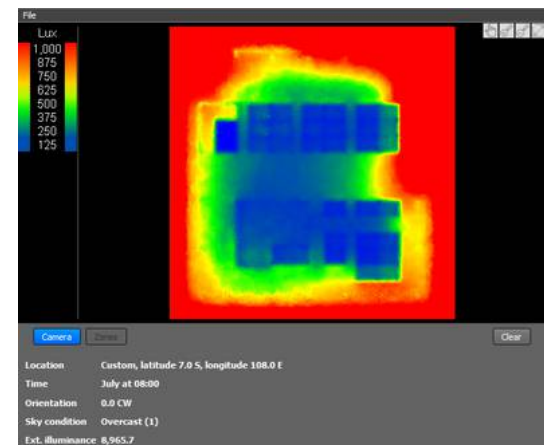 File
Lux
1,000
875
750
625
500
375
250
125
Camera Zones Clear
Location Custom, latitude 7.0 S, longitude 108.0 E
Time July at 08:00
Orientation 0.0 CW
Sky condition Overcast (1)
Ext. illuminance 8,965.7